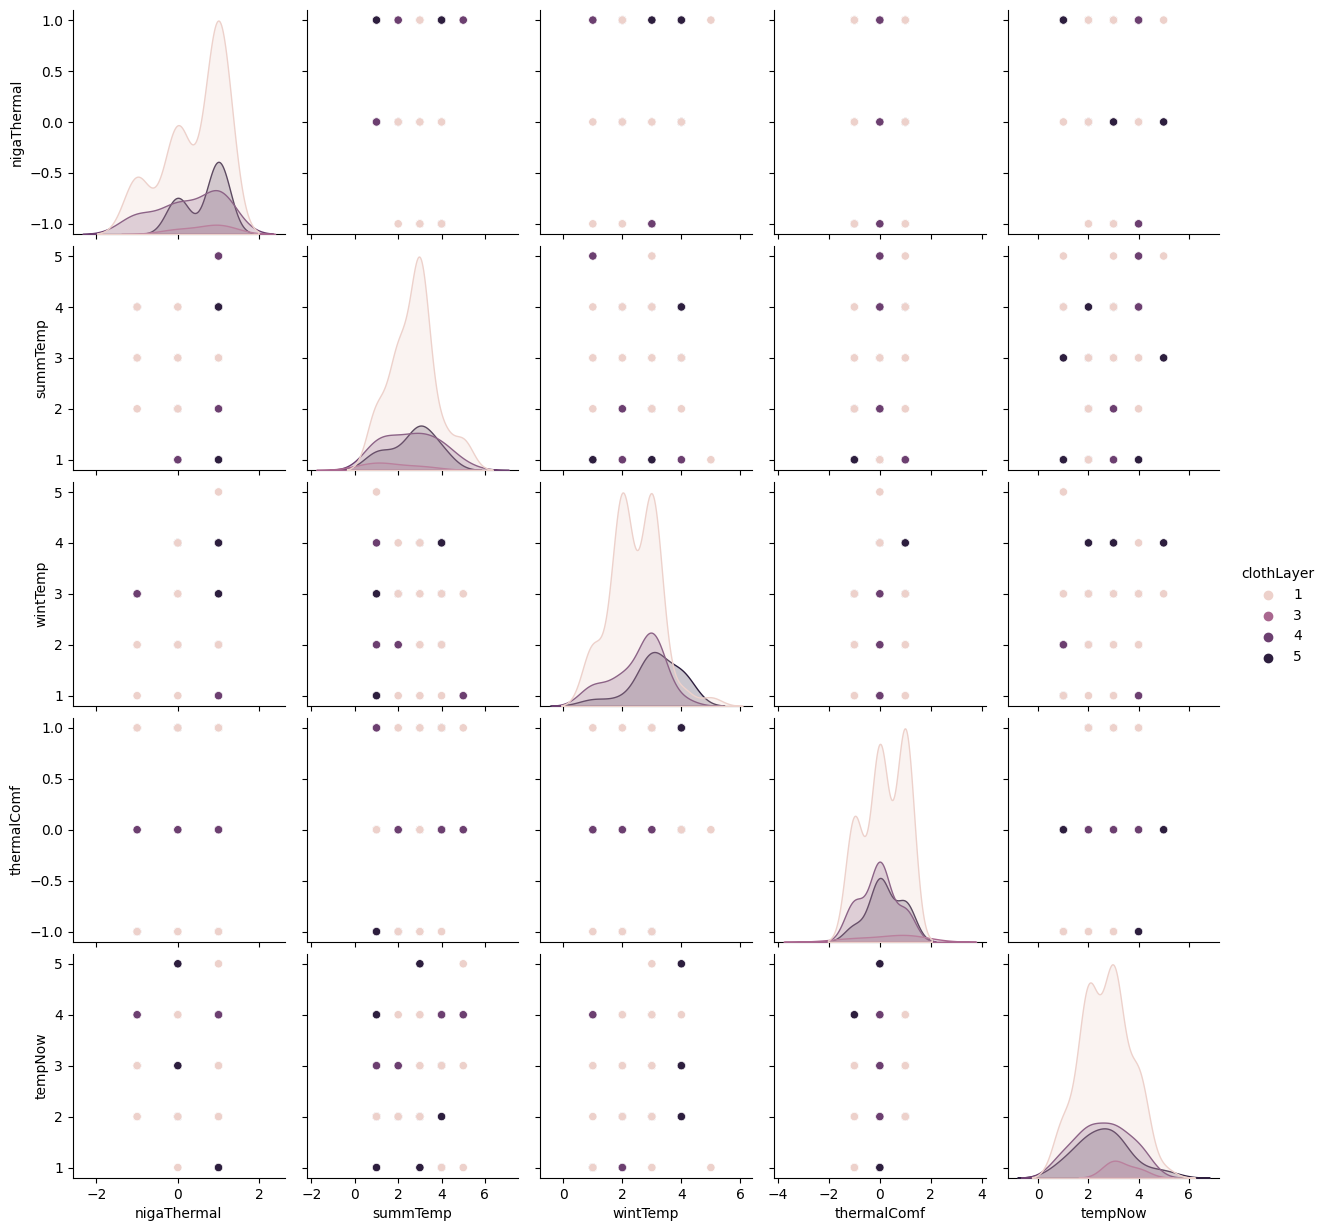 1.0
0.5
0.0
−0.5
−1.0
nigaThermal
5
4
3
2
1
summTemp
5
4
3
2
1
wintTemp
clothLayer
1
3
4
5
1.0
0.5
0.0
−0.5
−1.0
thermalComf
5
4
3
2
1
tempNow
−2 0 2
−2 0 2 4 6
0 2 4 6
−4 −2 0 2 4
0 2 4 6
nigaThermal summTemp wintTemp thermalComf tempNow